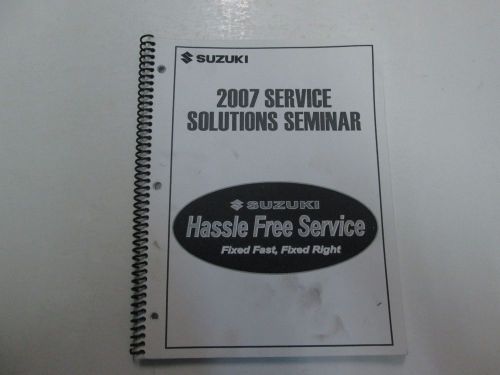 SUZUKI
2007 SERVICE
SOLUTIONS SEMINAR
SUZUKI
Hassle Free Service
Fixed Fast, Fixed Right